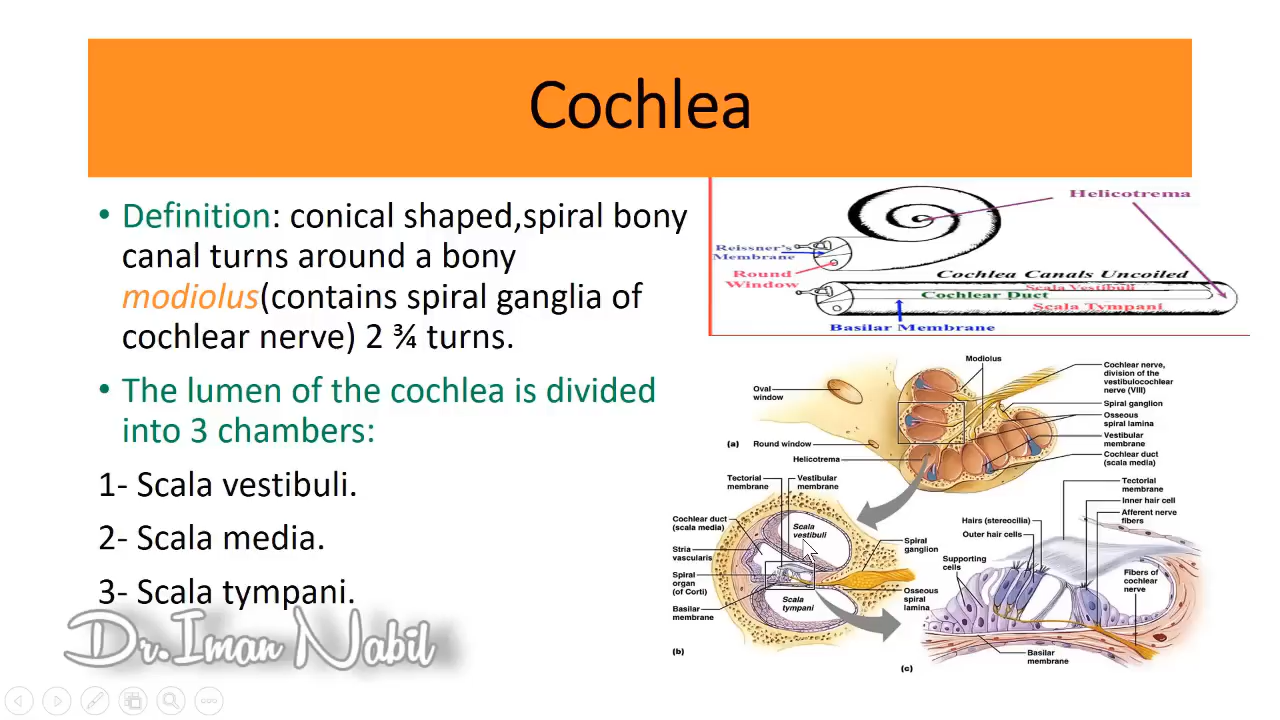 Cochlea
• Definition: conical shaped,spiral bony
canal turns around a bony
modiolus(contains spiral ganglia of
cochlear nerve) 2 ¾ turns.
• The lumen of the cochlea is divided
into 3 chambers:
1- Scala vestibuli.
2- Scala media.
3- Scala tympani.
Dr.Iman Nabil
Helicotrema
Reissner's
Membrane
Round
Window
Cochlea Canals Uncoiled
Scala Vestibuli
Cochlear Duct
Scala Tympani
Basilar Membrane
Modiolus
Cochlear nerve,
division of the
vestibulocochlear
nerve (VIII)
Oval
window
Spiral ganglion
Osseous
spiral lamina
Vestibular
membrane
(a)
Round window
Cochlear duct
(scala media)
Helicotrema
Tectorial
membrane
Vestibular
membrane
Cochlear duct
(scala media)
Scala
vestibuli
Stria
vascularis
Spiral
ganglion
Spiral
organ
(of Corti)
Scala
tympani
Osseous
spiral
lamina
Basilar
membrane
(b)
Tectorial
membrane
Inner hair cell
Afferent nerve
fibers
Hairs (stereocilia)
Outer hair cells
Supporting
cells
Fibers of
cochlear
nerve
Basilar
membrane
(c)